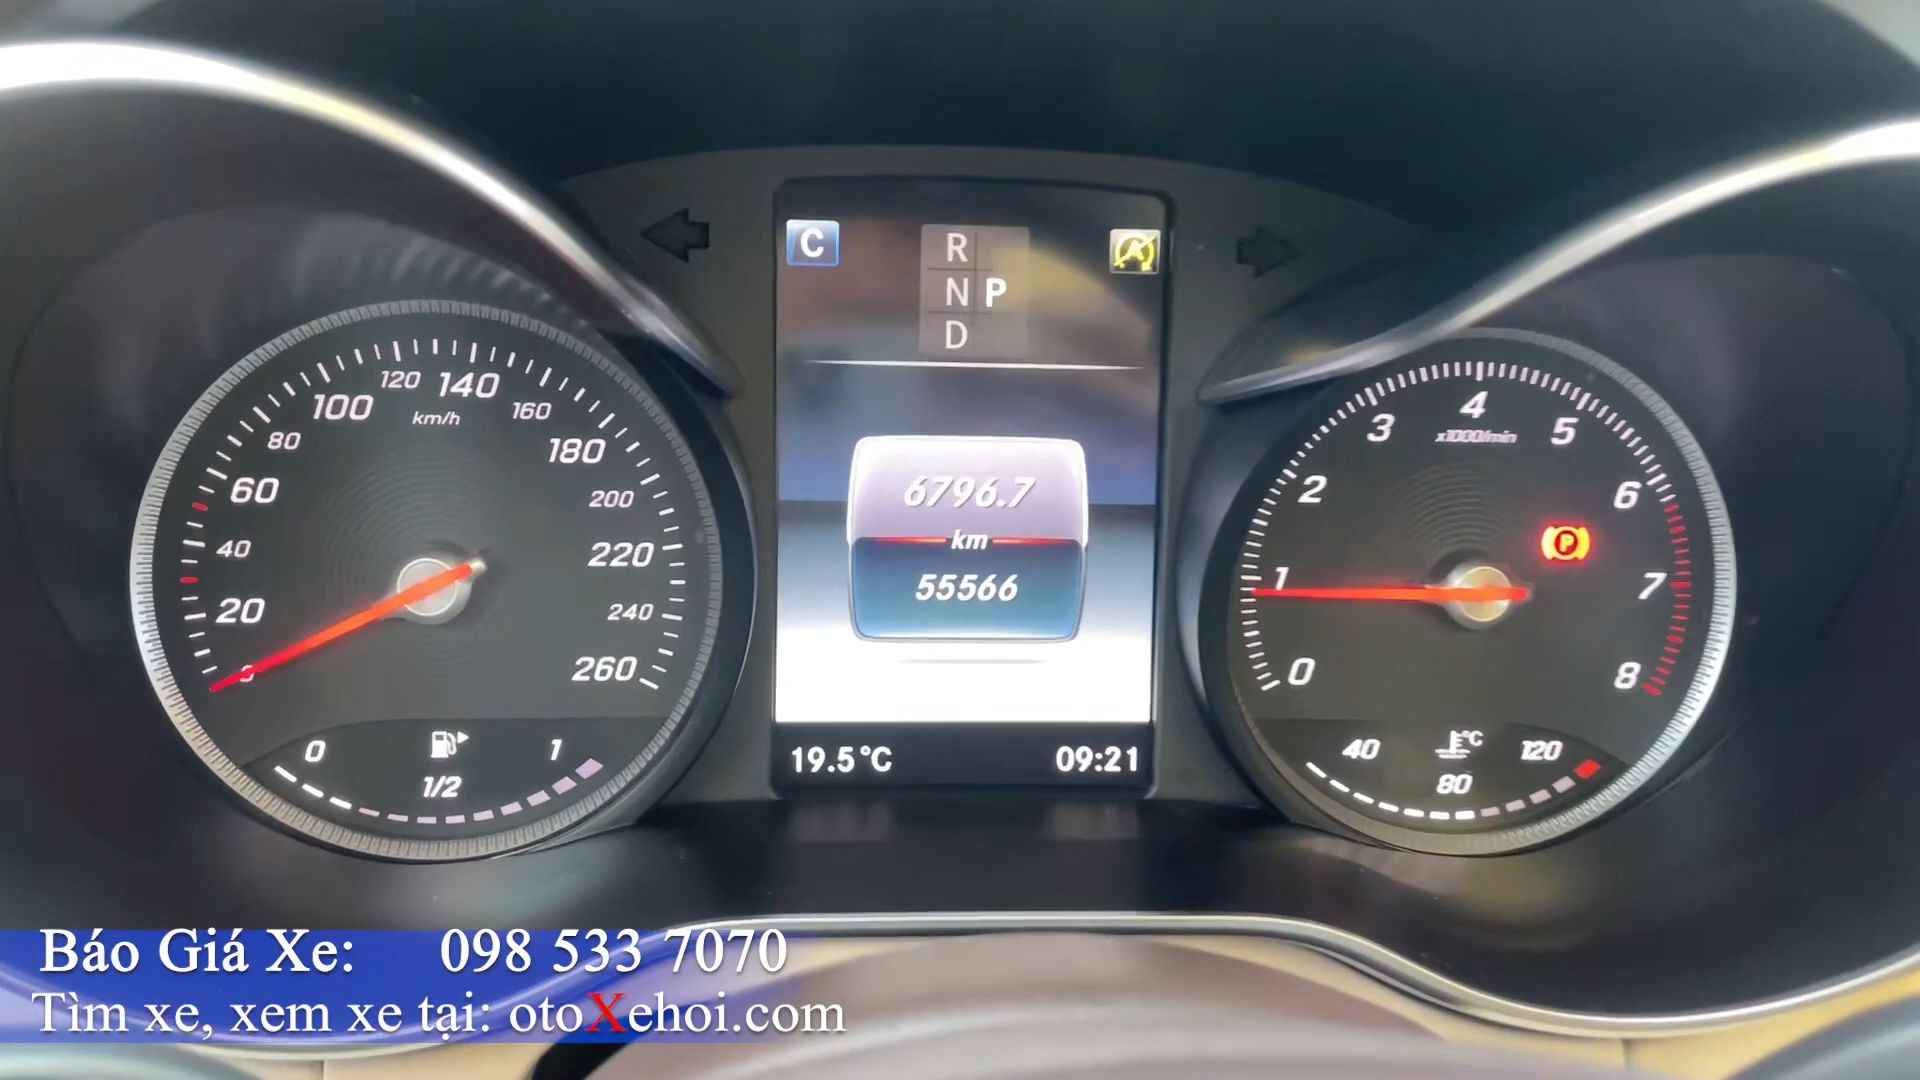 C
R
N P
D
A
6796.7
km
55566
19.5°C 09:21
0
20
40
60
80
100
120
140
160
180
200
220
240
260
km/h
0 1/2 1
0
1
2
3
4
5
6
7
8
x1000/min
P
40 80 120
°C
Báo Giá Xe: 098 533 7070
Tìm xe, xem xe tại: otoXehoi.com